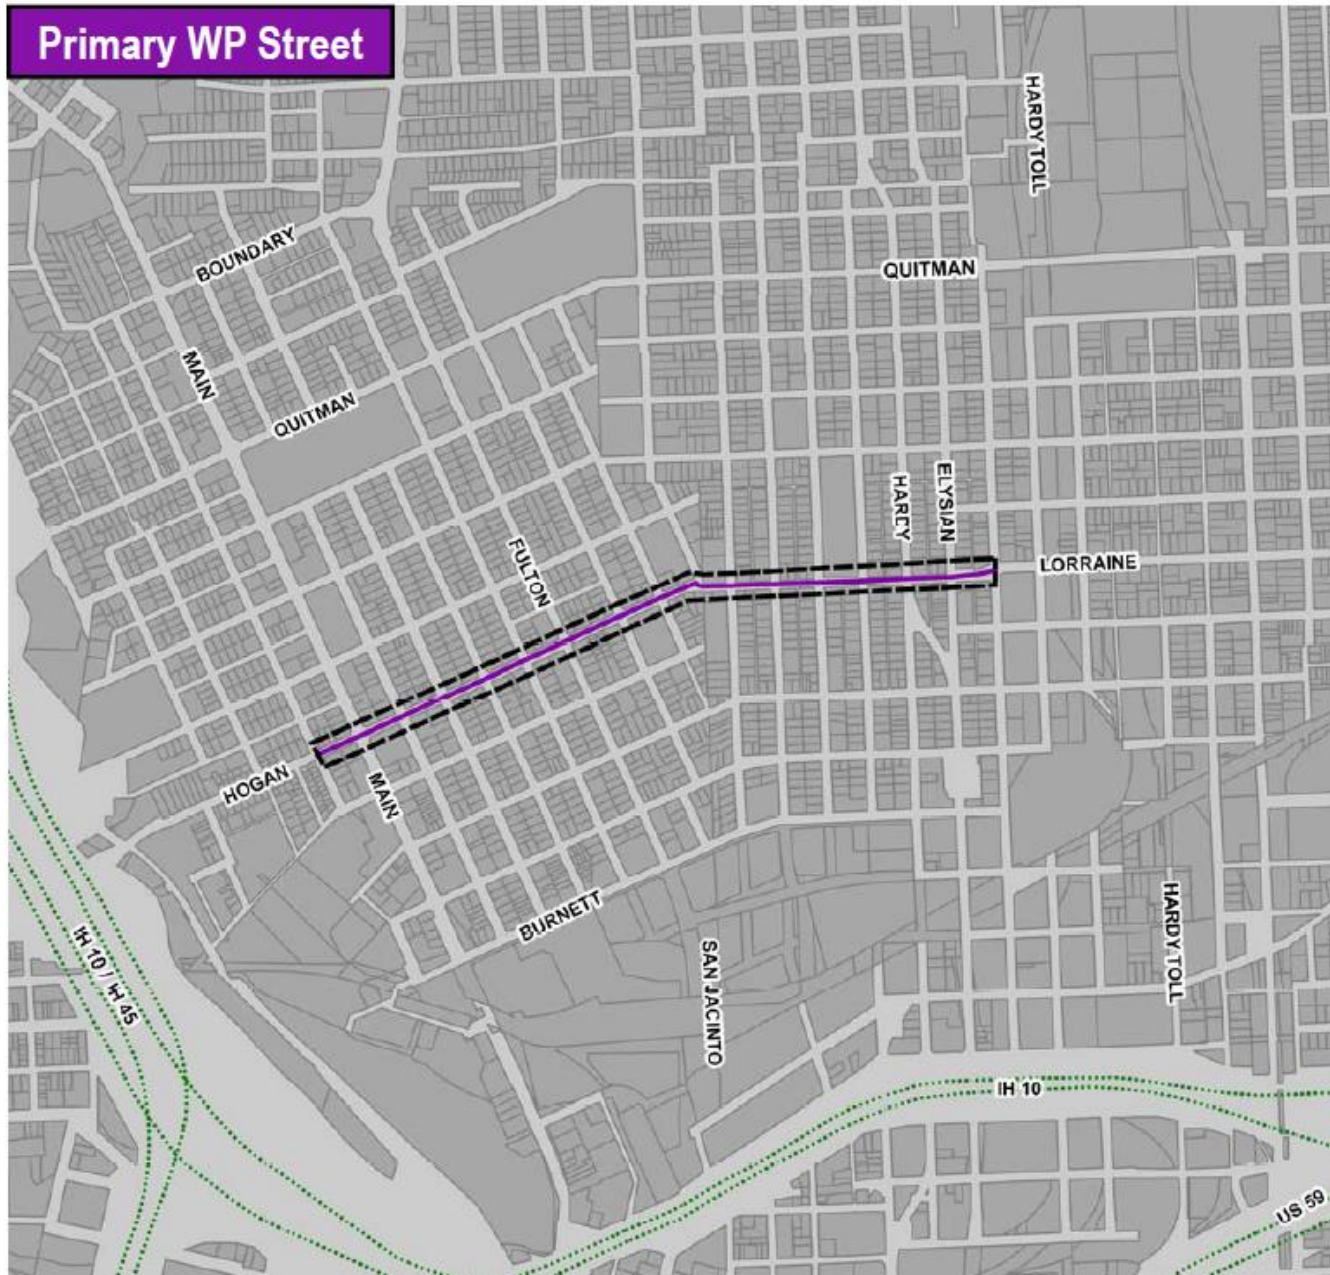 Primary WP Street
HARDY TOLL
BOUNDARY
QUITMAN
MAIN
QUITMAN
HARDY
ELYSIAN
FULTON
LORRAINE
HOGAN
MAIN
BURNETT
HARDY TOLL
IH 10 / IH 45
SAN JACINTO
IH 10
US 59